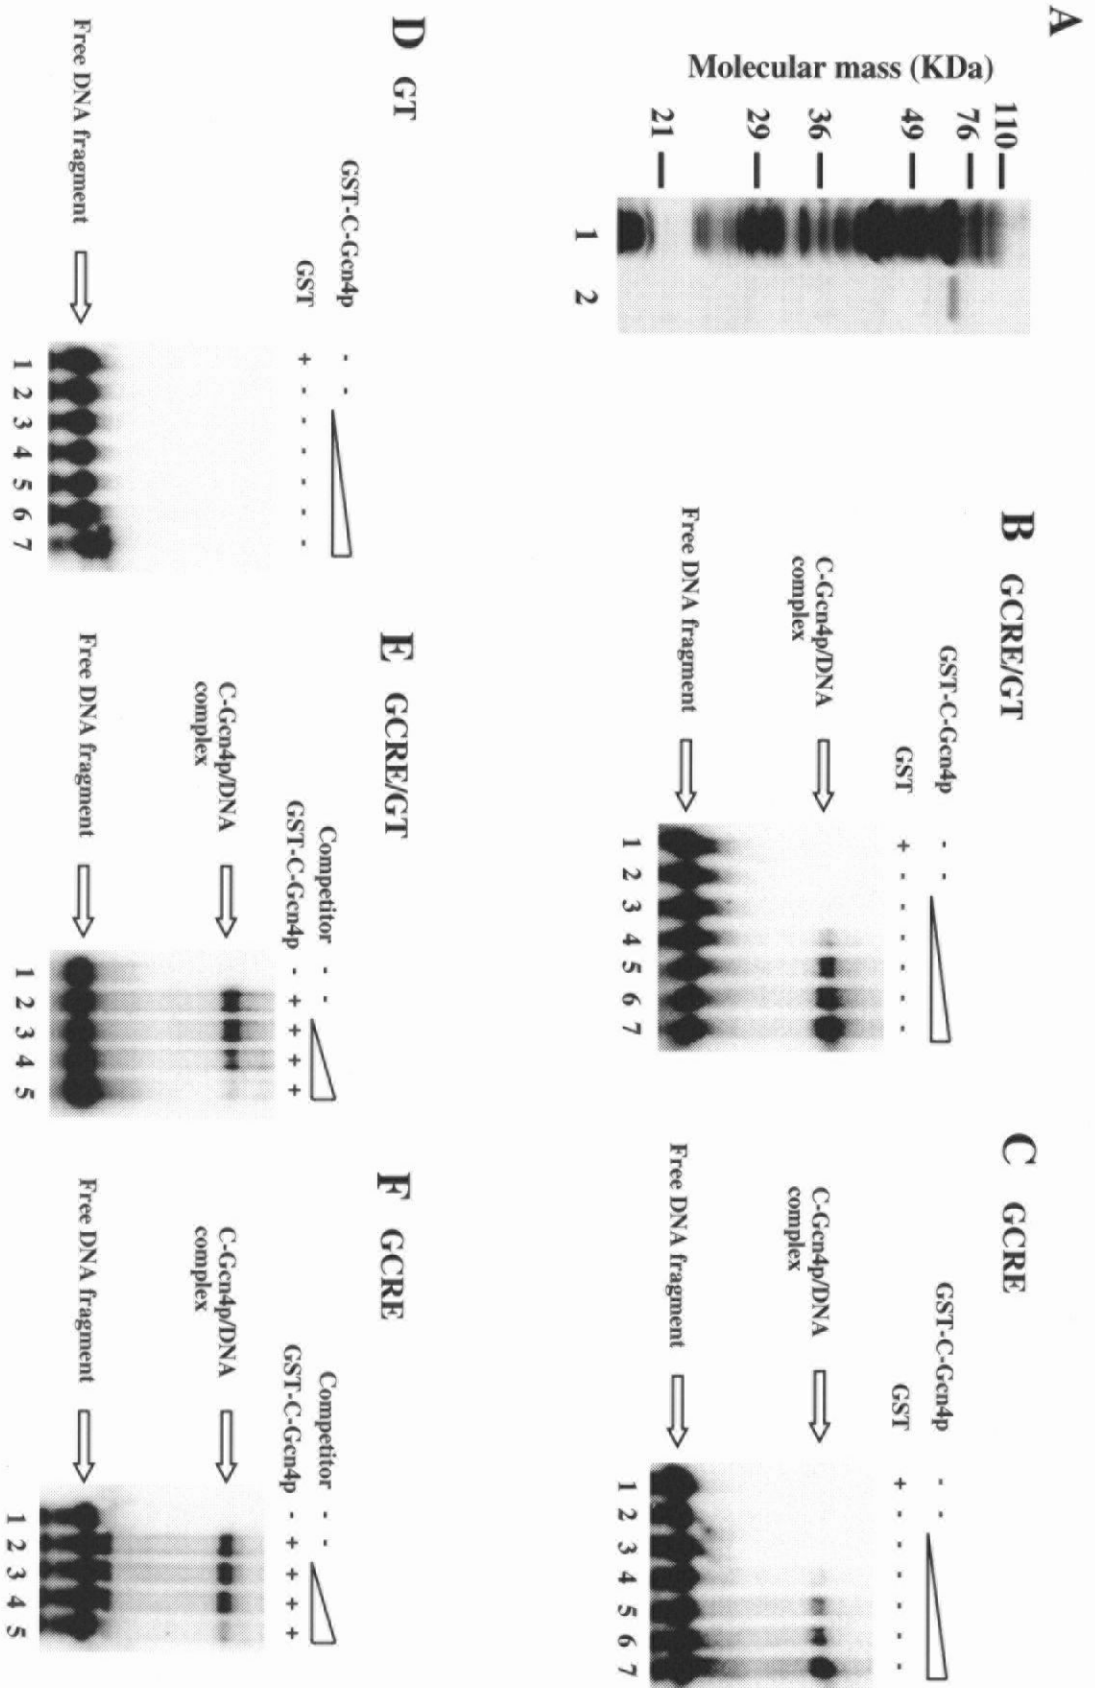 A
Molecular mass (KDa)
110
76
49
36
29
21
1 2
B GCRE/GT
GST-C-Gcn4p - -
GST + - - - - - -
C-Gcn4p/DNA
complex
Free DNA fragment
1 2 3 4 5 6 7
C GCRE
GST-C-Gcn4p - -
GST + - - - - - -
C-Gcn4p/DNA
complex
Free DNA fragment
1 2 3 4 5 6 7
D GT
GST-C-Gcn4p - -
GST + - - - - - -
Free DNA fragment
1 2 3 4 5 6 7
E GCRE/GT
Competitor - -
GST-C-Gcn4p - + + + +
C-Gcn4p/DNA
complex
Free DNA fragment
1 2 3 4 5
F GCRE
Competitor - -
GST-C-Gcn4p - + + + +
C-Gcn4p/DNA
complex
Free DNA fragment
1 2 3 4 5